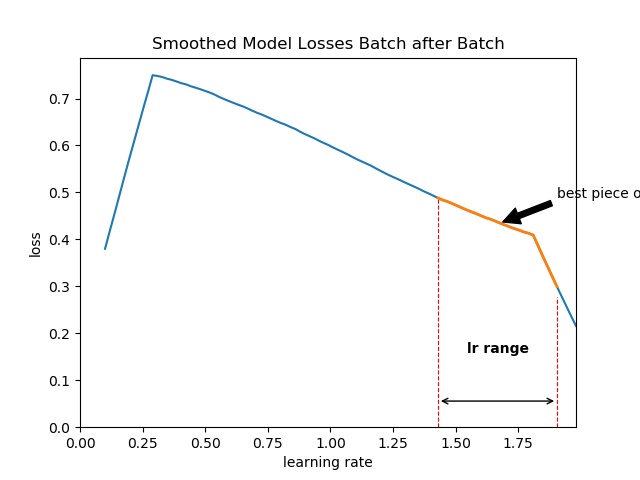 Smoothed Model Losses Batch after Batch
0.7
0.6
0.5
0.4
0.3
0.2
0.1
0.0
loss
best piece o
lr range
0.00 0.25 0.50 0.75 1.00 1.25 1.50 1.75
learning rate